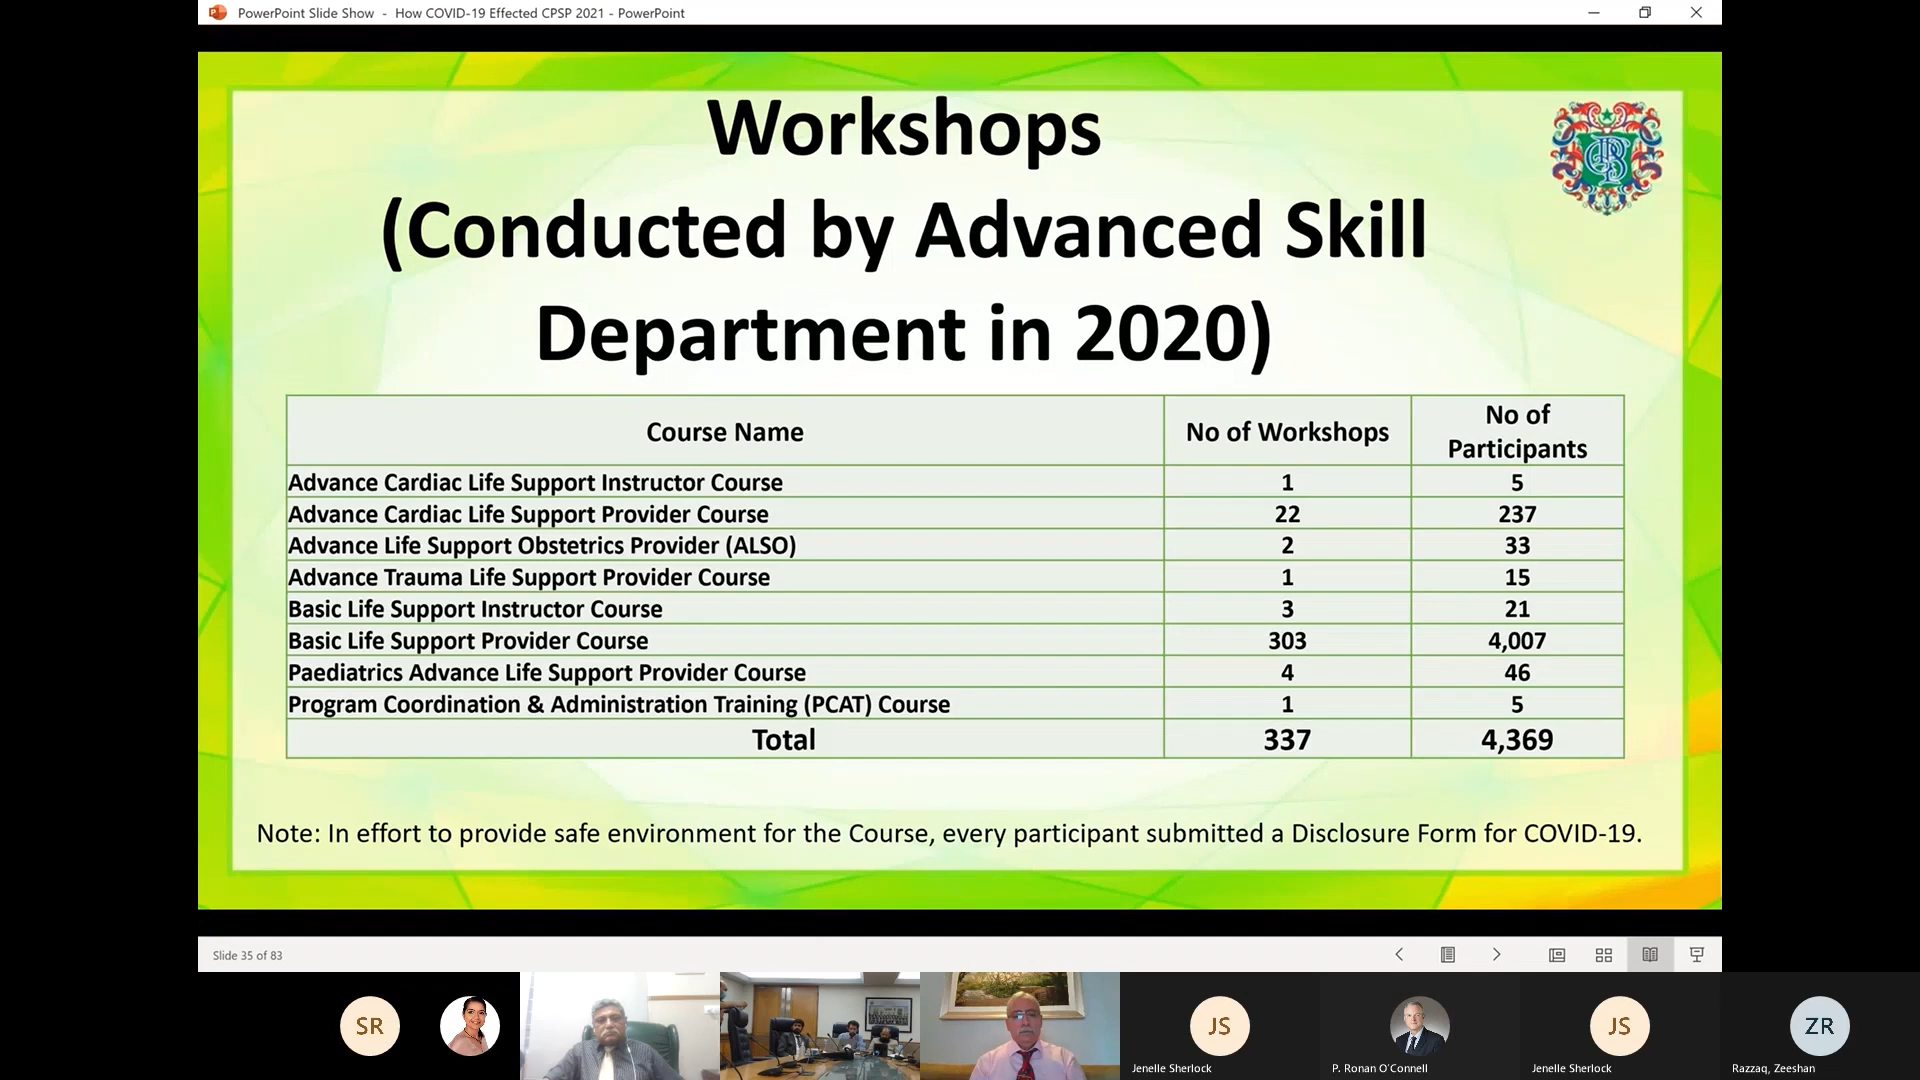 PowerPoint Slide Show - How COVID-19 Effected CPSP 2021 - PowerPoint
Workshops
(Conducted by Advanced Skill
Department in 2020)
Course Name No of Workshops No of Participants
Advance Cardiac Life Support Instructor Course 1 5
Advance Cardiac Life Support Provider Course 22 237
Advance Life Support Obstetrics Provider (ALSO) 2 33
Advance Trauma Life Support Provider Course 1 15
Basic Life Support Instructor Course 3 21
Basic Life Support Provider Course 303 4,007
Paediatrics Advance Life Support Provider Course 4 46
Program Coordination & Administration Training (PCAT) Course 1 5
Total 337 4,369
Note: In effort to provide safe environment for the Course, every participant submitted a Disclosure Form for COVID-19.
Slide 35 of 83
SR
JS
JS
ZR
Jenelle Sherlock
P. Ronan O'Connell
Jenelle Sherlock
Razzaq, Zeeshan